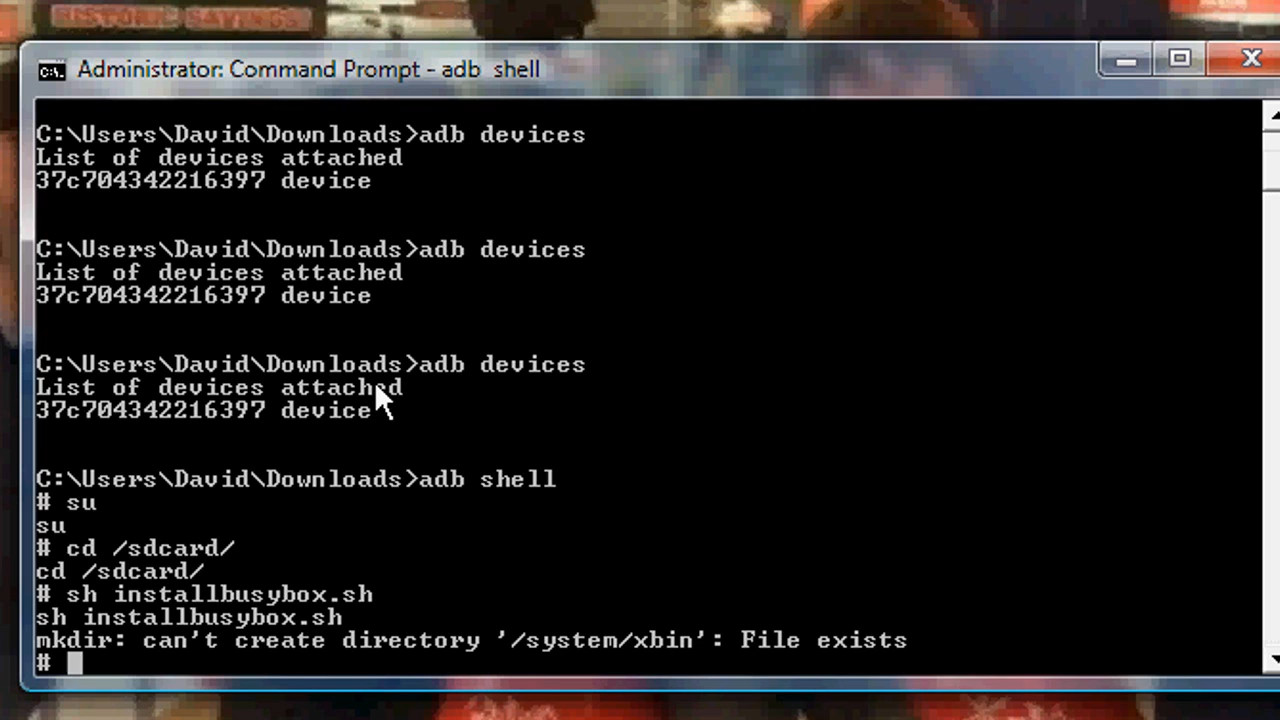 HISTORIC SAVINGS
Administrator: Command Prompt - adb  shell
C:\Users\David\Downloads>adb devices
List of devices attached
37c704342216397 device
C:\Users\David\Downloads>adb devices
List of devices attached
37c704342216397 device
C:\Users\David\Downloads>adb devices
List of devices attached
37c704342216397 device
C:\Users\David\Downloads>adb shell
# su
su
# cd /sdcard/
cd /sdcard/
# sh installbusybox.sh
sh installbusybox.sh
mkdir: can't create directory '/system/xbin': File exists
#